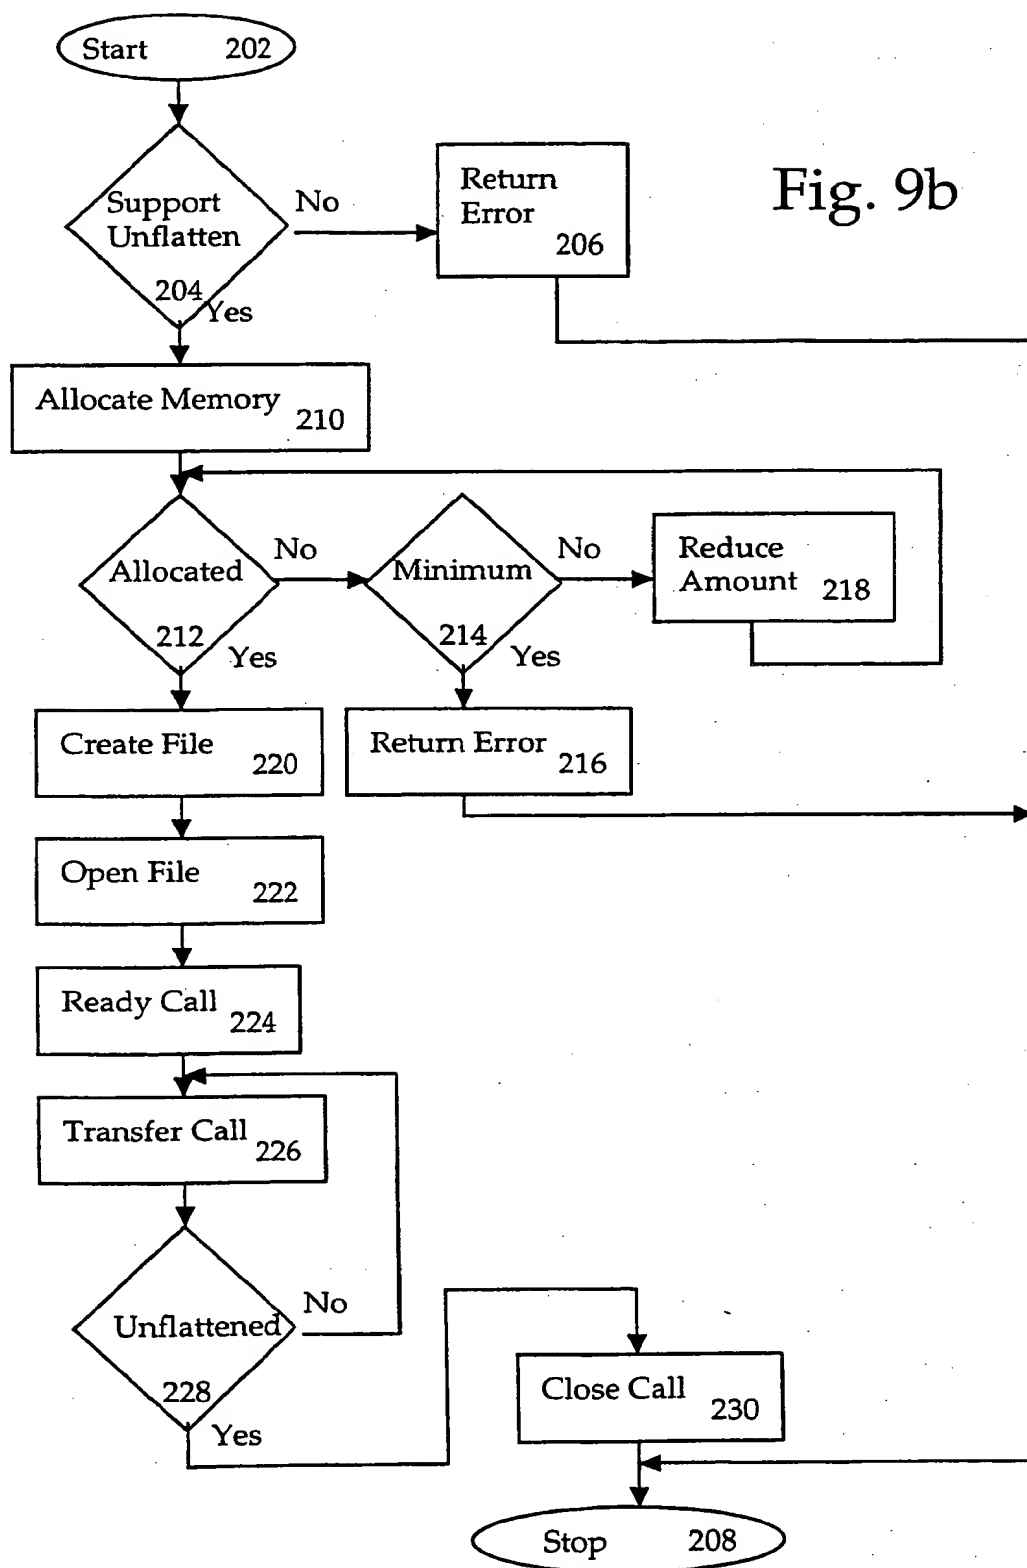 Start 202
Fig. 9b
Support
Unflatten
204
No
Yes
Return
Error
206
Allocate Memory
210
Allocated
212
No
Yes
Minimum
214
No
Yes
Reduce
Amount
218
Create File
220
Return Error
216
Open File
222
Ready Call
224
Transfer Call
226
Unflattened
228
No
Yes
Close Call
230
Stop 208